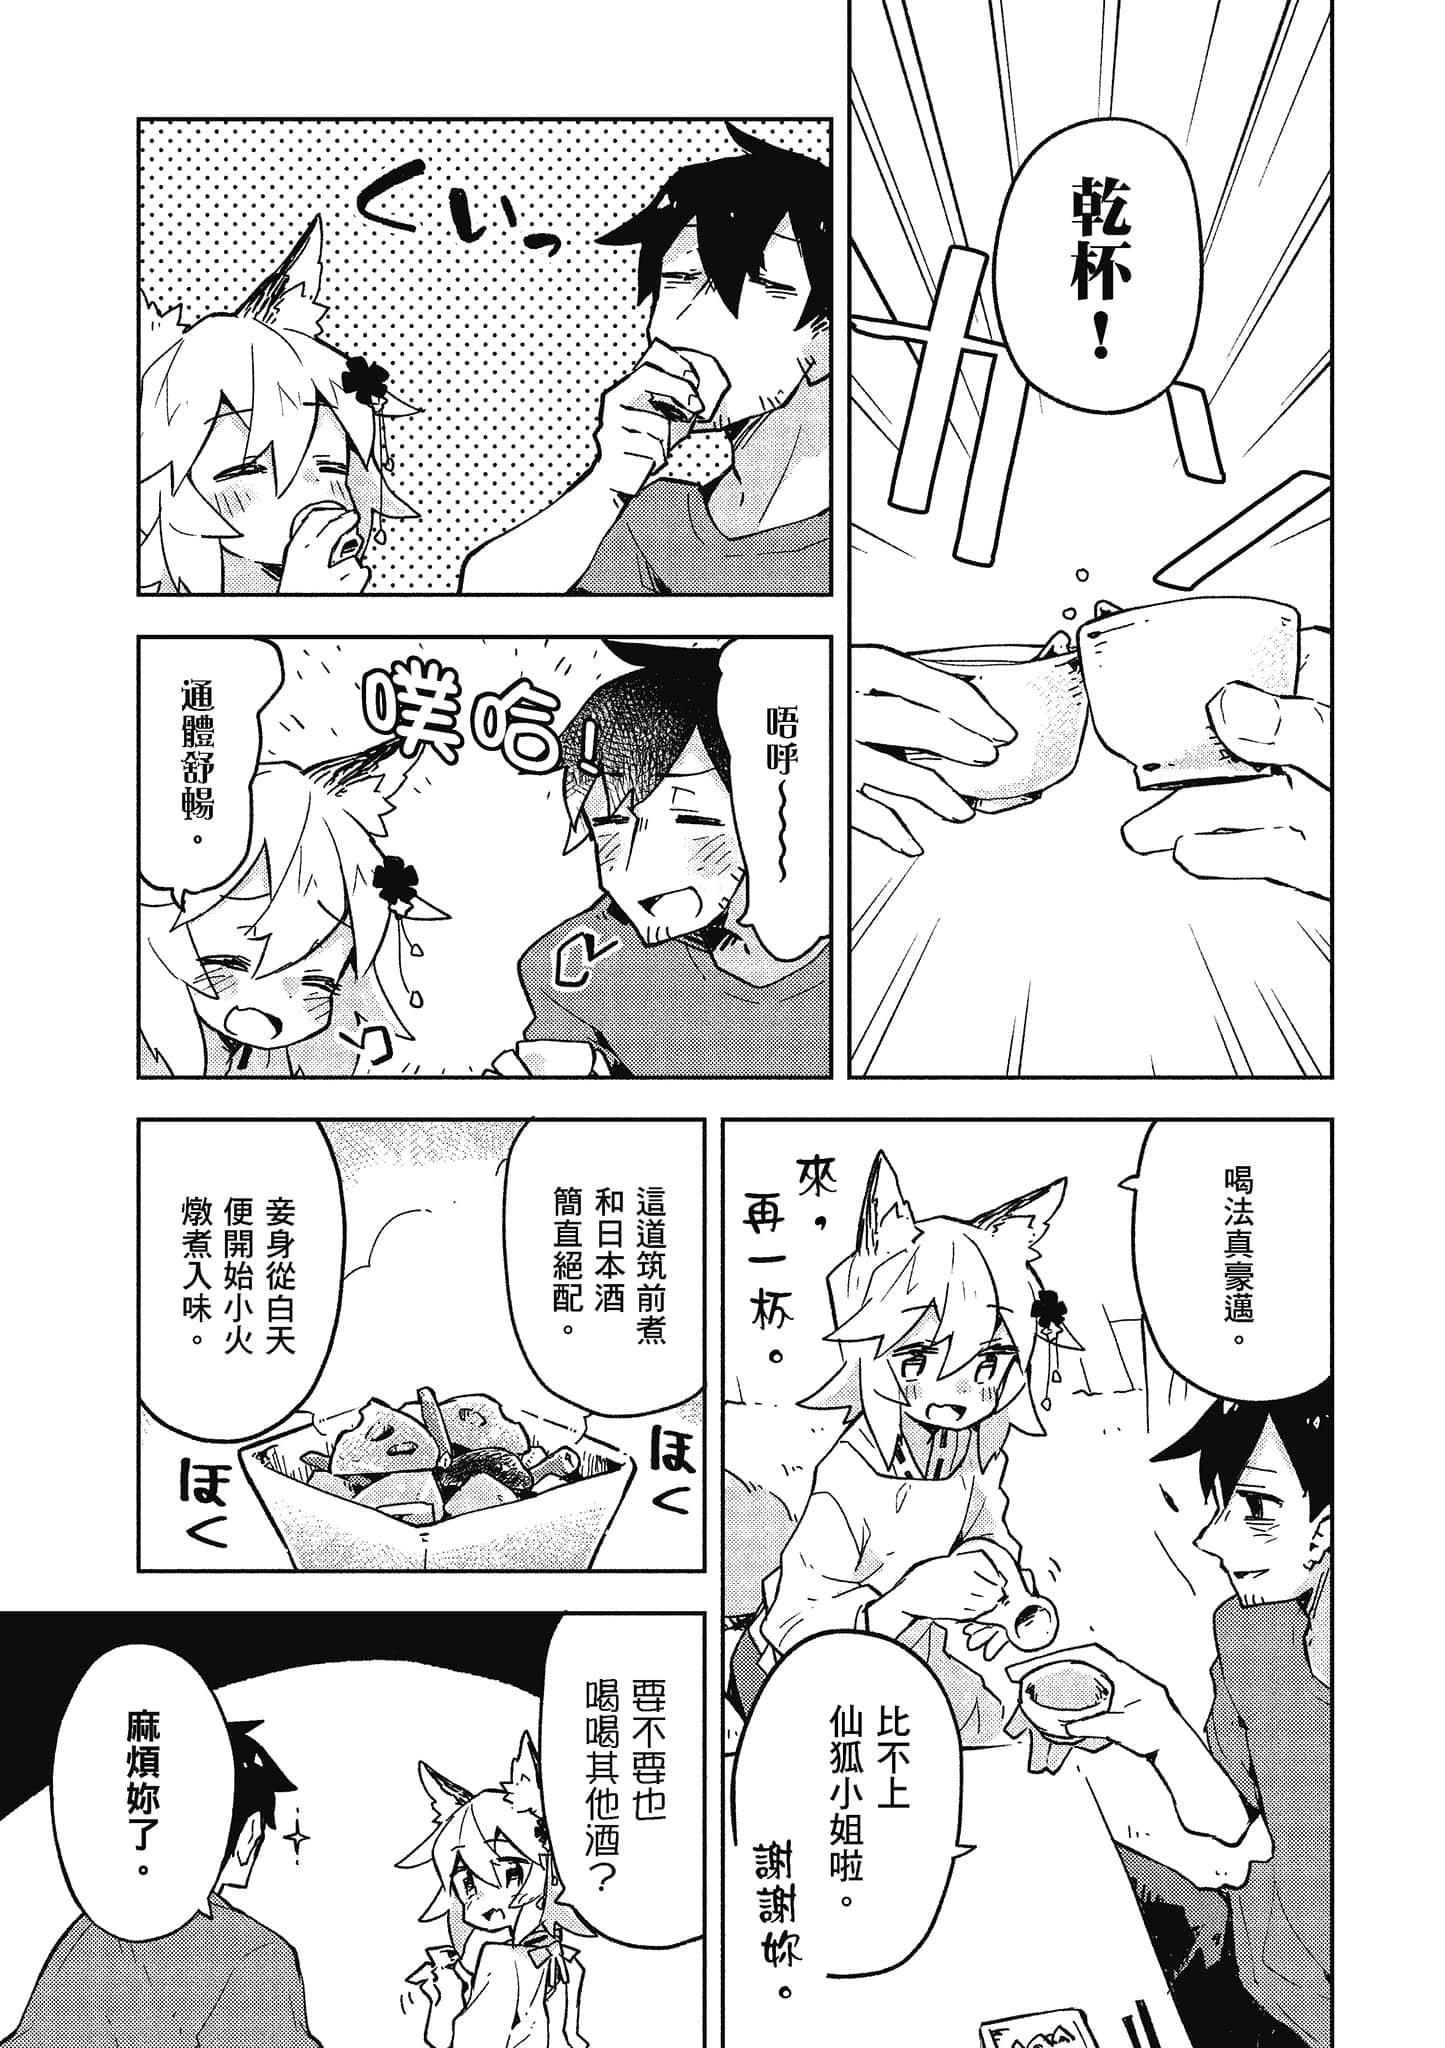 乾杯！
くいっ
唔呼～～～～
噗哈！
通體舒暢。
喝法真豪邁。
來，
再一杯。
比不上
仙狐小姐啦。
謝謝妳。
這道筑前煮
和日本酒
簡直絕配。
妾身從白天
便開始小火
燉煮入味。
ほく
ほく
要不要也
喝喝其他酒？
麻煩妳了。